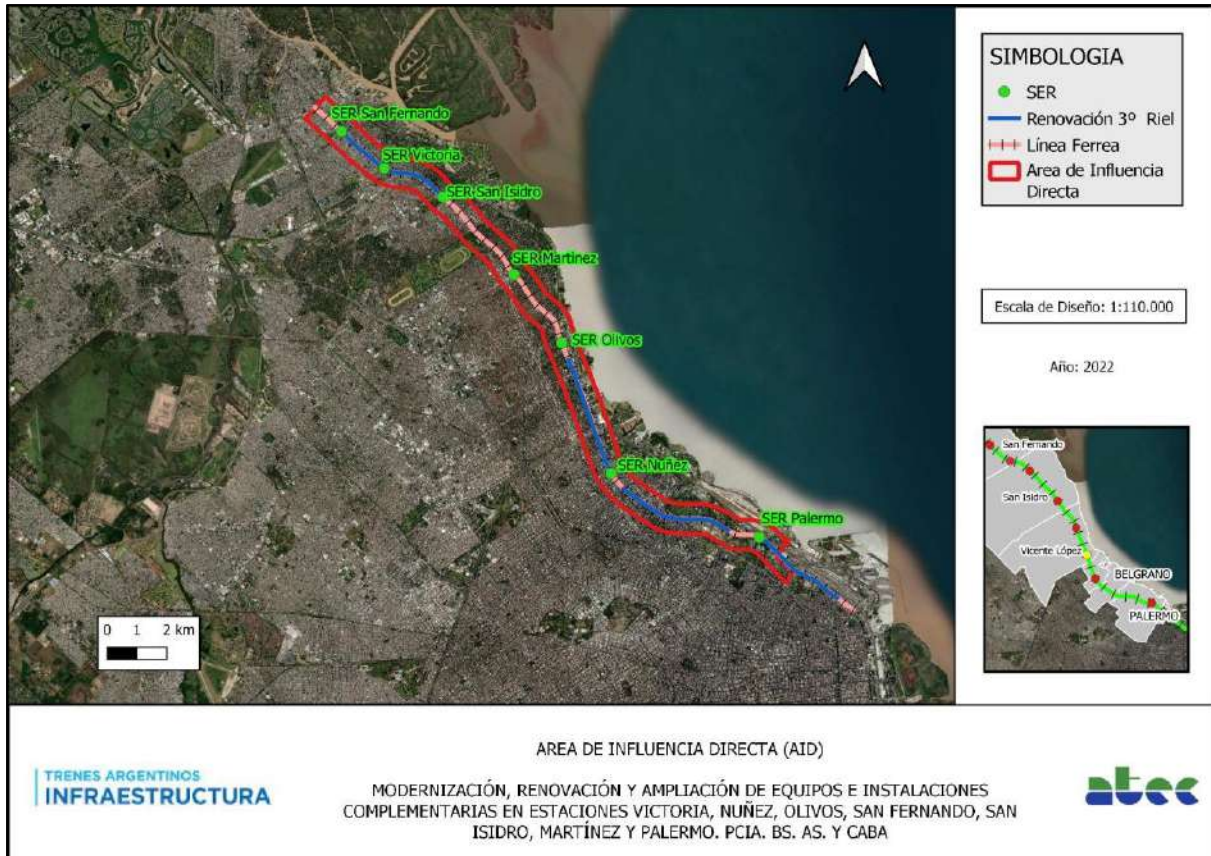 SER San Fernando
SER Victoria
SER San Isidro
SER Martinez
SER Olivos
SER Nuñez
SER Palermo
0 1 2 km
SIMBOLOGIA
SER
Renovación 3º Riel
Línea Ferrea
Area de Influencia
Directa
Escala de Diseño: 1:110.000
Año: 2022
San Fernando
San Isidro
Vicente López
BELGRANO
PALERMO
TRENES ARGENTINOS
INFRAESTRUCTURA
AREA DE INFLUENCIA DIRECTA (AID)
MODERNIZACIÓN, RENOVACIÓN Y AMPLIACIÓN DE EQUIPOS E INSTALACIONES
COMPLEMENTARIAS EN ESTACIONES VICTORIA, NUÑEZ, OLIVOS, SAN FERNANDO, SAN
ISIDRO, MARTÍNEZ Y PALERMO. PCIA. BS. AS. Y CABA
atec